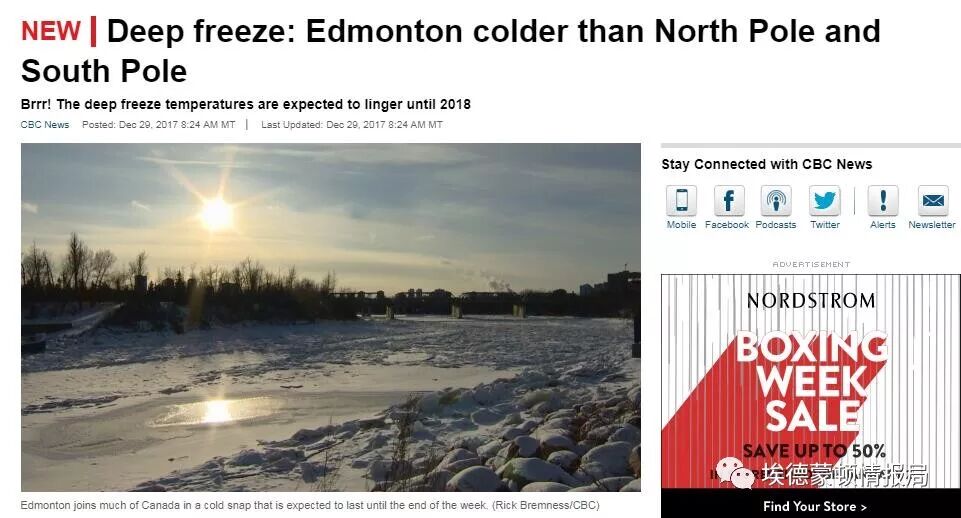 NEW | Deep freeze: Edmonton colder than North Pole and
South Pole
Brrr! The deep freeze temperatures are expected to linger until 2018
CBC News Posted: Dec 29, 2017 8:24 AM MT | Last Updated: Dec 29, 2017 8:24 AM MT
Edmonton joins much of Canada in a cold snap that is expected to last until the end of the week. (Rick Bremness/CBC)
Stay Connected with CBC News
Mobile Facebook Podcasts Twitter Alerts Newsletter
ADVERTISEMENT
NORDSTROM
BOXING
WEEK
SALE
SAVE UP TO 50%
埃德蒙顿情报局
Find Your Store >